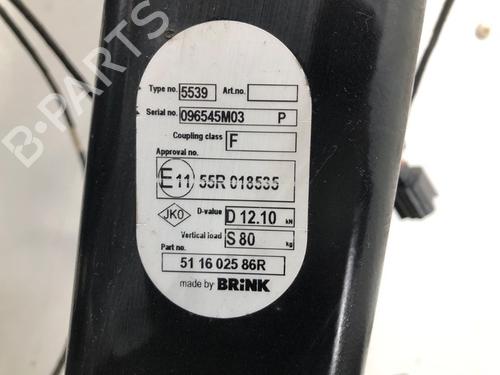 B-PARTS
Type no. 5539 Art.no.
Serial no. 096545M03 P
Coupling class F
Approval no.
E 11 55R 018535
JKO D-value D 12.10 kN
Vertical load S 80 kg
Part no.
51 16 025 86R
made by BRINK